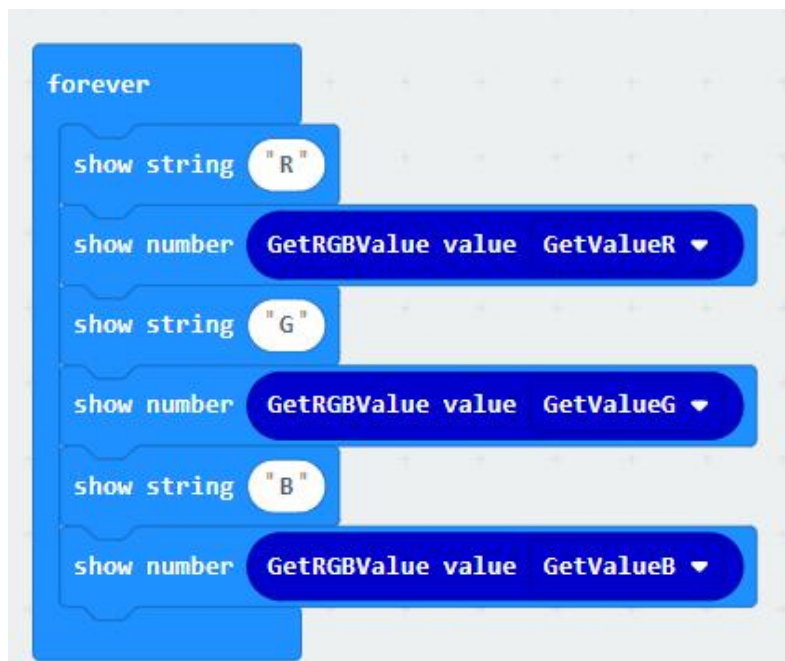 forever
show string "R"
show number GetRGBValue value GetValueR
show string "G"
show number GetRGBValue value GetValueG
show string "B"
show number GetRGBValue value GetValueB